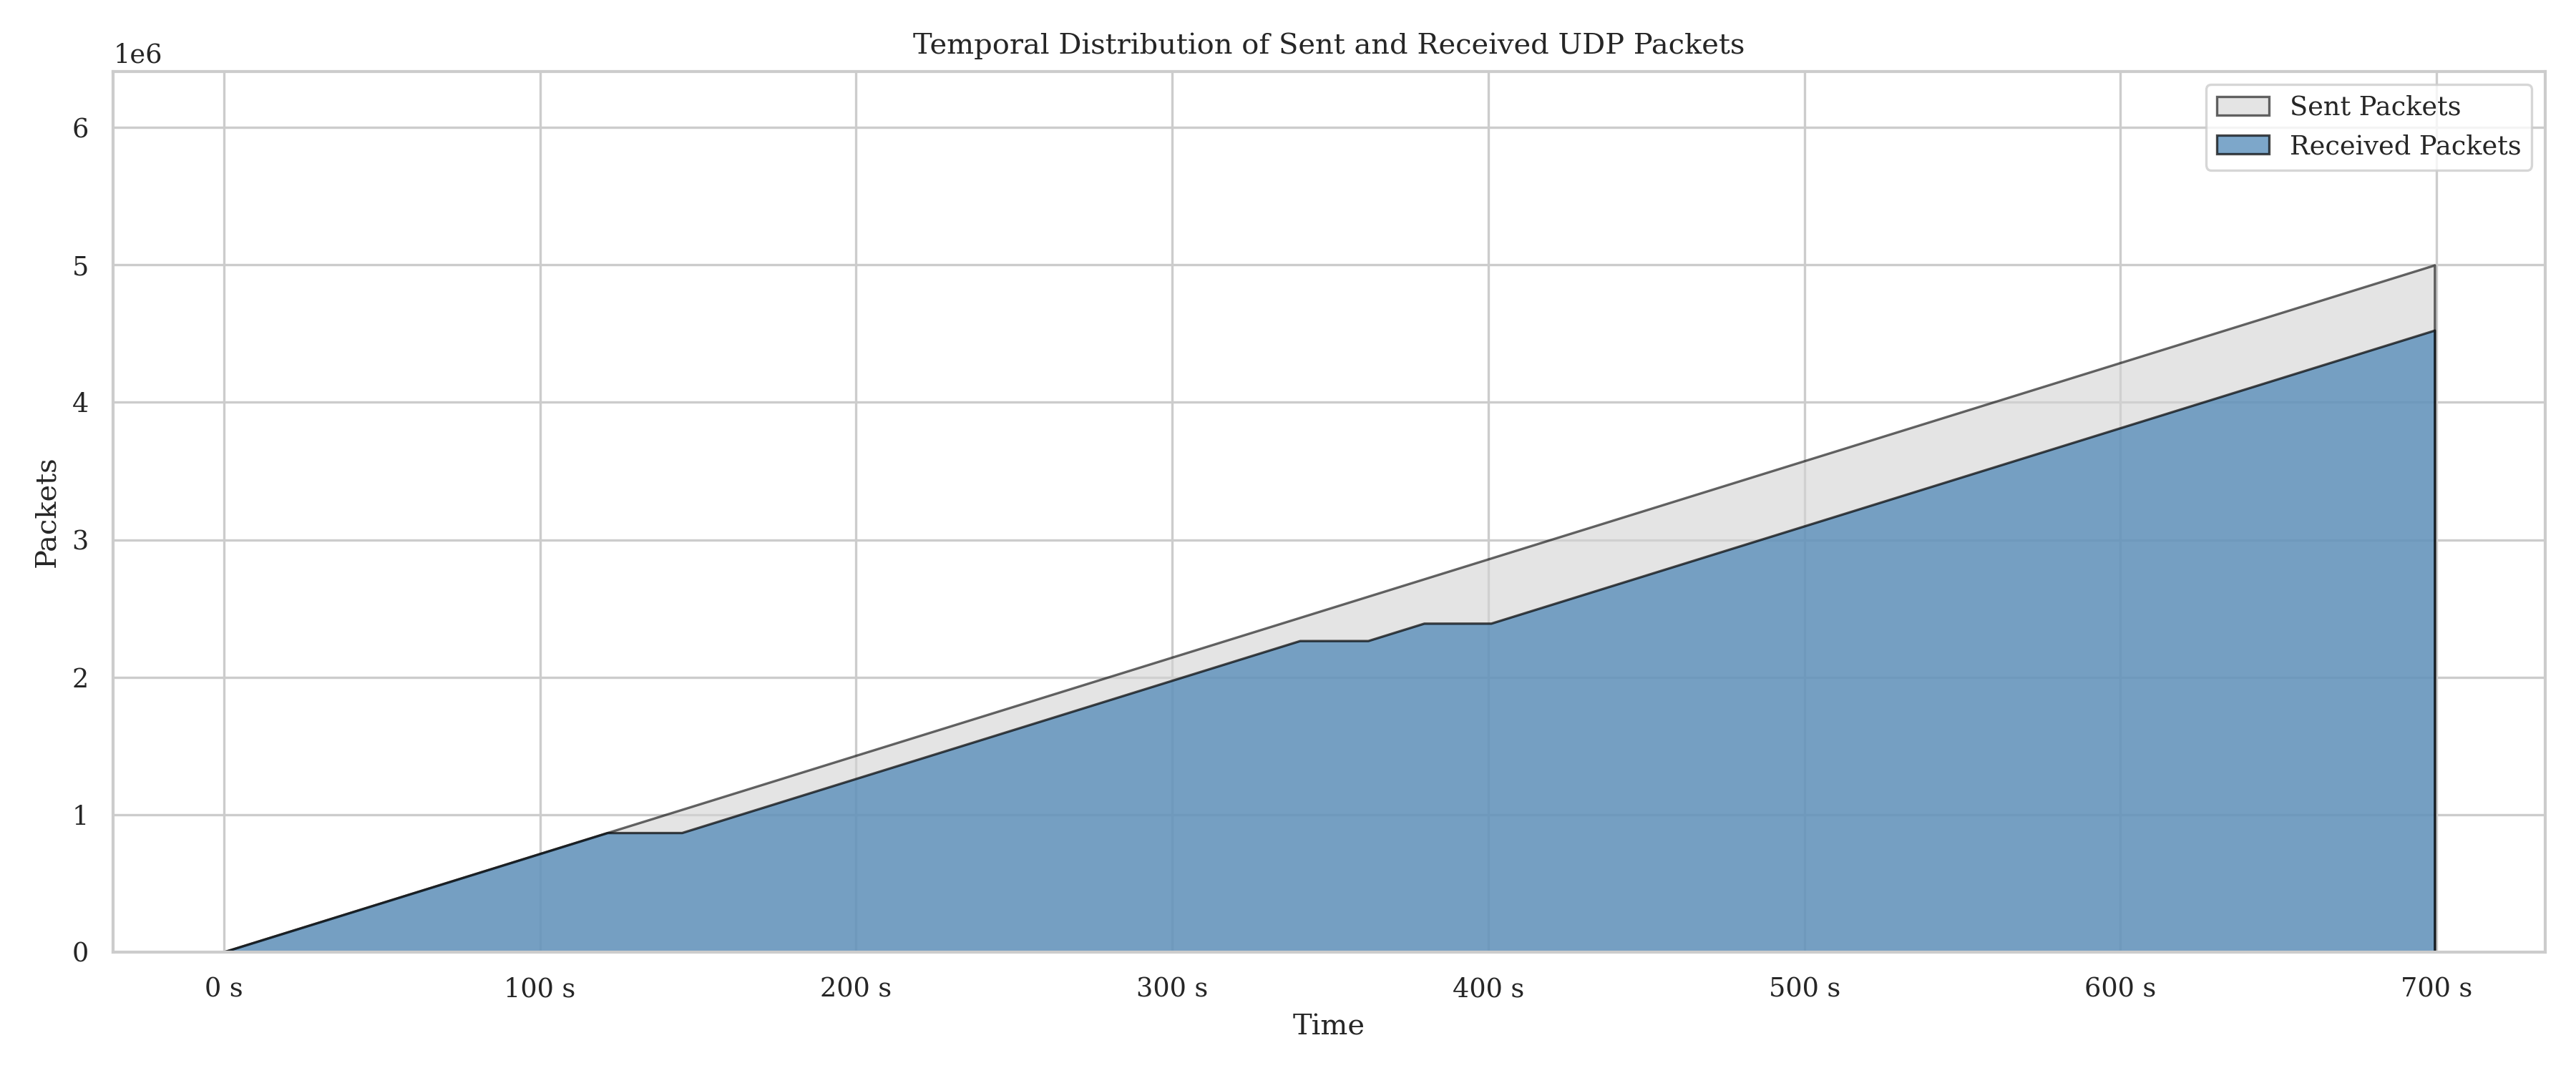 Temporal Distribution of Sent and Received UDP Packets
1e6
Sent Packets
Received Packets
6
5
4
3
2
1
0
Packets
0 s
100 s
200 s
300 s
400 s
500 s
600 s
700 s
Time